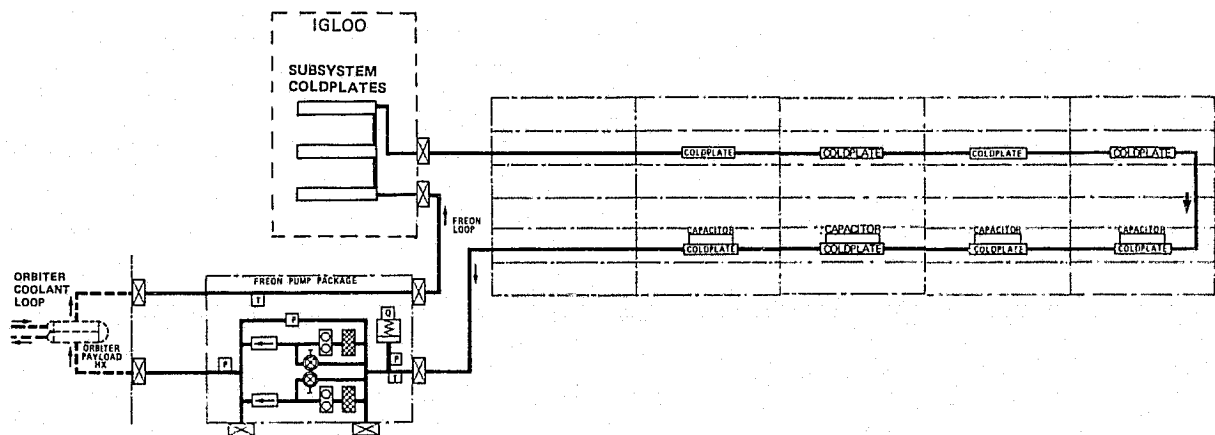 IGLOO
SUBSYSTEM
COLDPLATES
COLDPLATE COLDPLATE COLDPLATE COLDPLATE
FREON
LOOP
CAPACITOR CAPACITOR CAPACITOR CAPACITOR
COLDPLATE COLDPLATE COLDPLATE COLDPLATE
ORBITER
COOLANT
LOOP
FREON PUMP PACKAGE
T
Q
P
ORBITER
PAYLOAD
HX
P
P
T